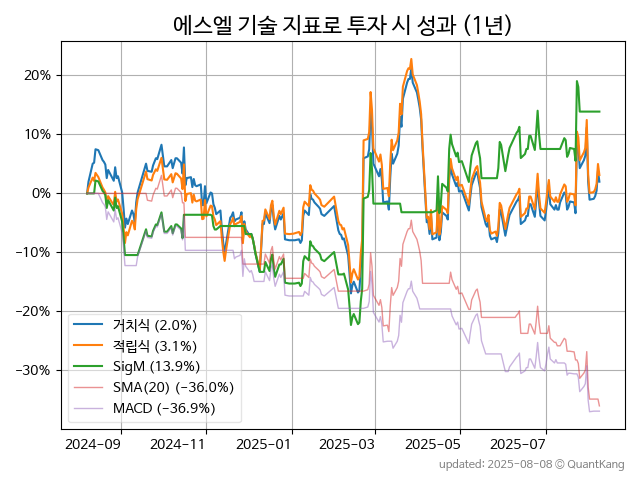 에스엘 기술 지표로 투자 시 성과 (1년)
20%
10%
0%
−10%
−20%
−30%
거치식 (2.0%)
적립식 (3.1%)
SigM (13.9%)
SMA(20) (−36.0%)
MACD (−36.9%)
2024-09 2024-11 2025-01 2025-03 2025-05 2025-07
updated: 2025-08-08 ⓒ QuantKang